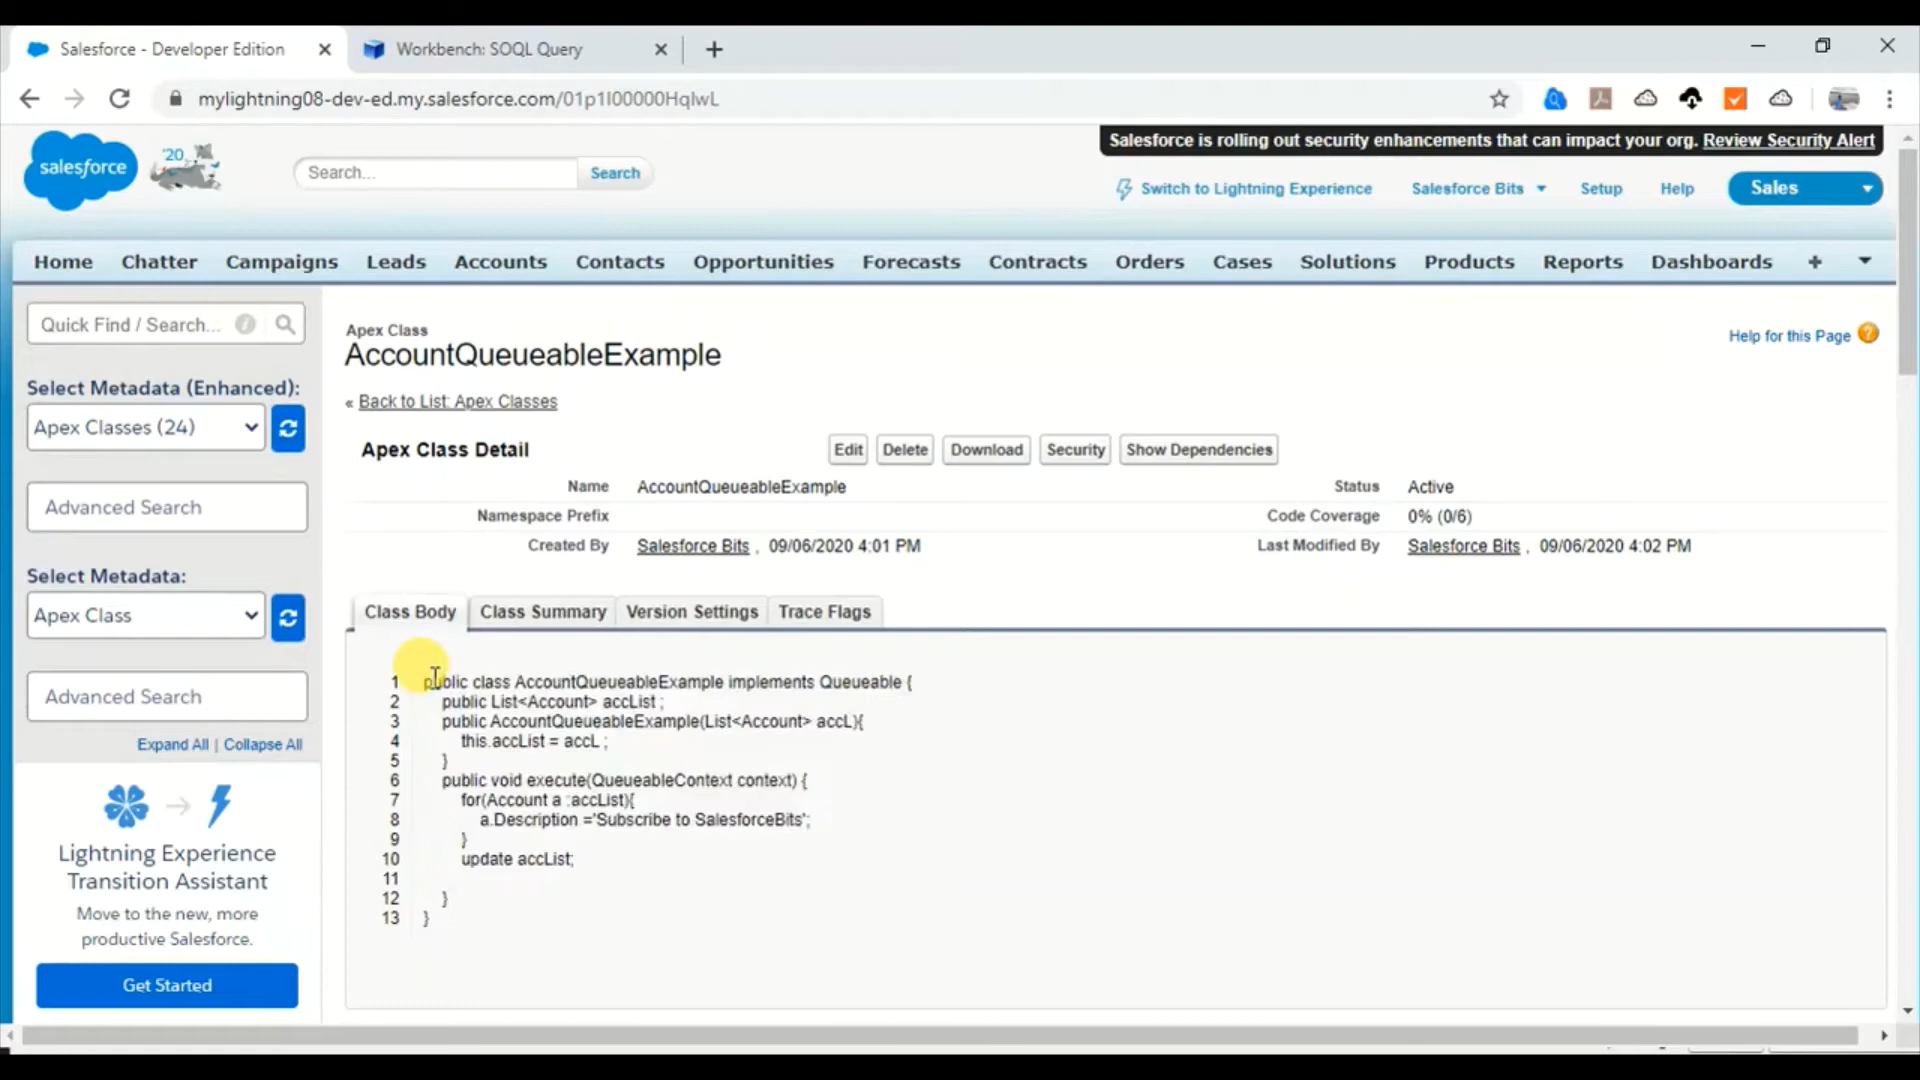 Salesforce - Developer Edition
Workbench: SOQL Query
mylightning08-dev-ed.my.salesforce.com/01p1I00000HqIwL
Salesforce is rolling out security enhancements that can impact your org. Review Security Alert
salesforce
'20
Search...
Search
Switch to Lightning Experience
Salesforce Bits
Setup
Help
Sales
Home Chatter Campaigns Leads Accounts Contacts Opportunities Forecasts Contracts Orders Cases Solutions Products Reports Dashboards +
Quick Find / Search...
Select Metadata (Enhanced):
Apex Classes (24)
Advanced Search
Select Metadata:
Apex Class
Advanced Search
Expand All | Collapse All
Lightning Experience
Transition Assistant
Move to the new, more
productive Salesforce.
Get Started
Apex Class
AccountQueueableExample
Help for this Page
« Back to List: Apex Classes
Apex Class Detail
Edit Delete Download Security Show Dependencies
Name AccountQueueableExample Status Active
Namespace Prefix Code Coverage 0% (0/6)
Created By Salesforce Bits , 09/06/2020 4:01 PM Last Modified By Salesforce Bits , 09/06/2020 4:02 PM
Class Body Class Summary Version Settings Trace Flags
1 public class AccountQueueableExample implements Queueable {
2 public List<Account> accList ;
3 public AccountQueueableExample(List<Account> accL){
4 this.accList = accL ;
5 }
6 public void execute(QueueableContext context) {
7 for(Account a :accList){
8 a.Description ='Subscribe to SalesforceBits';
9 }
10 update accList;
11
12 }
13 }